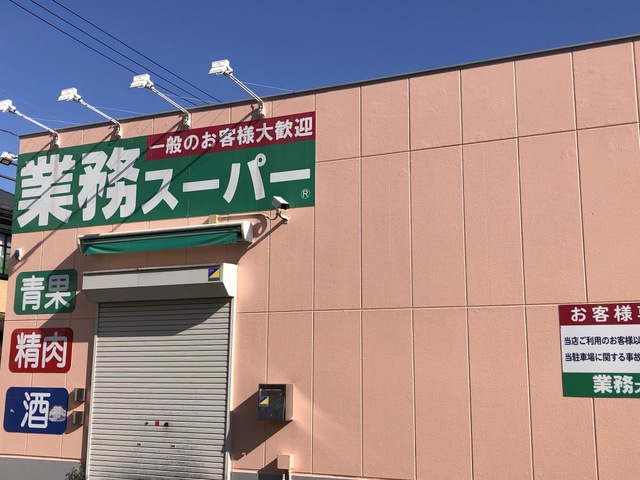 一般のお客様大歓迎
業務スーパー®
青果
精肉
酒
お客様専
当店ご利用のお客様以
当駐車場に関する事故
業務ス